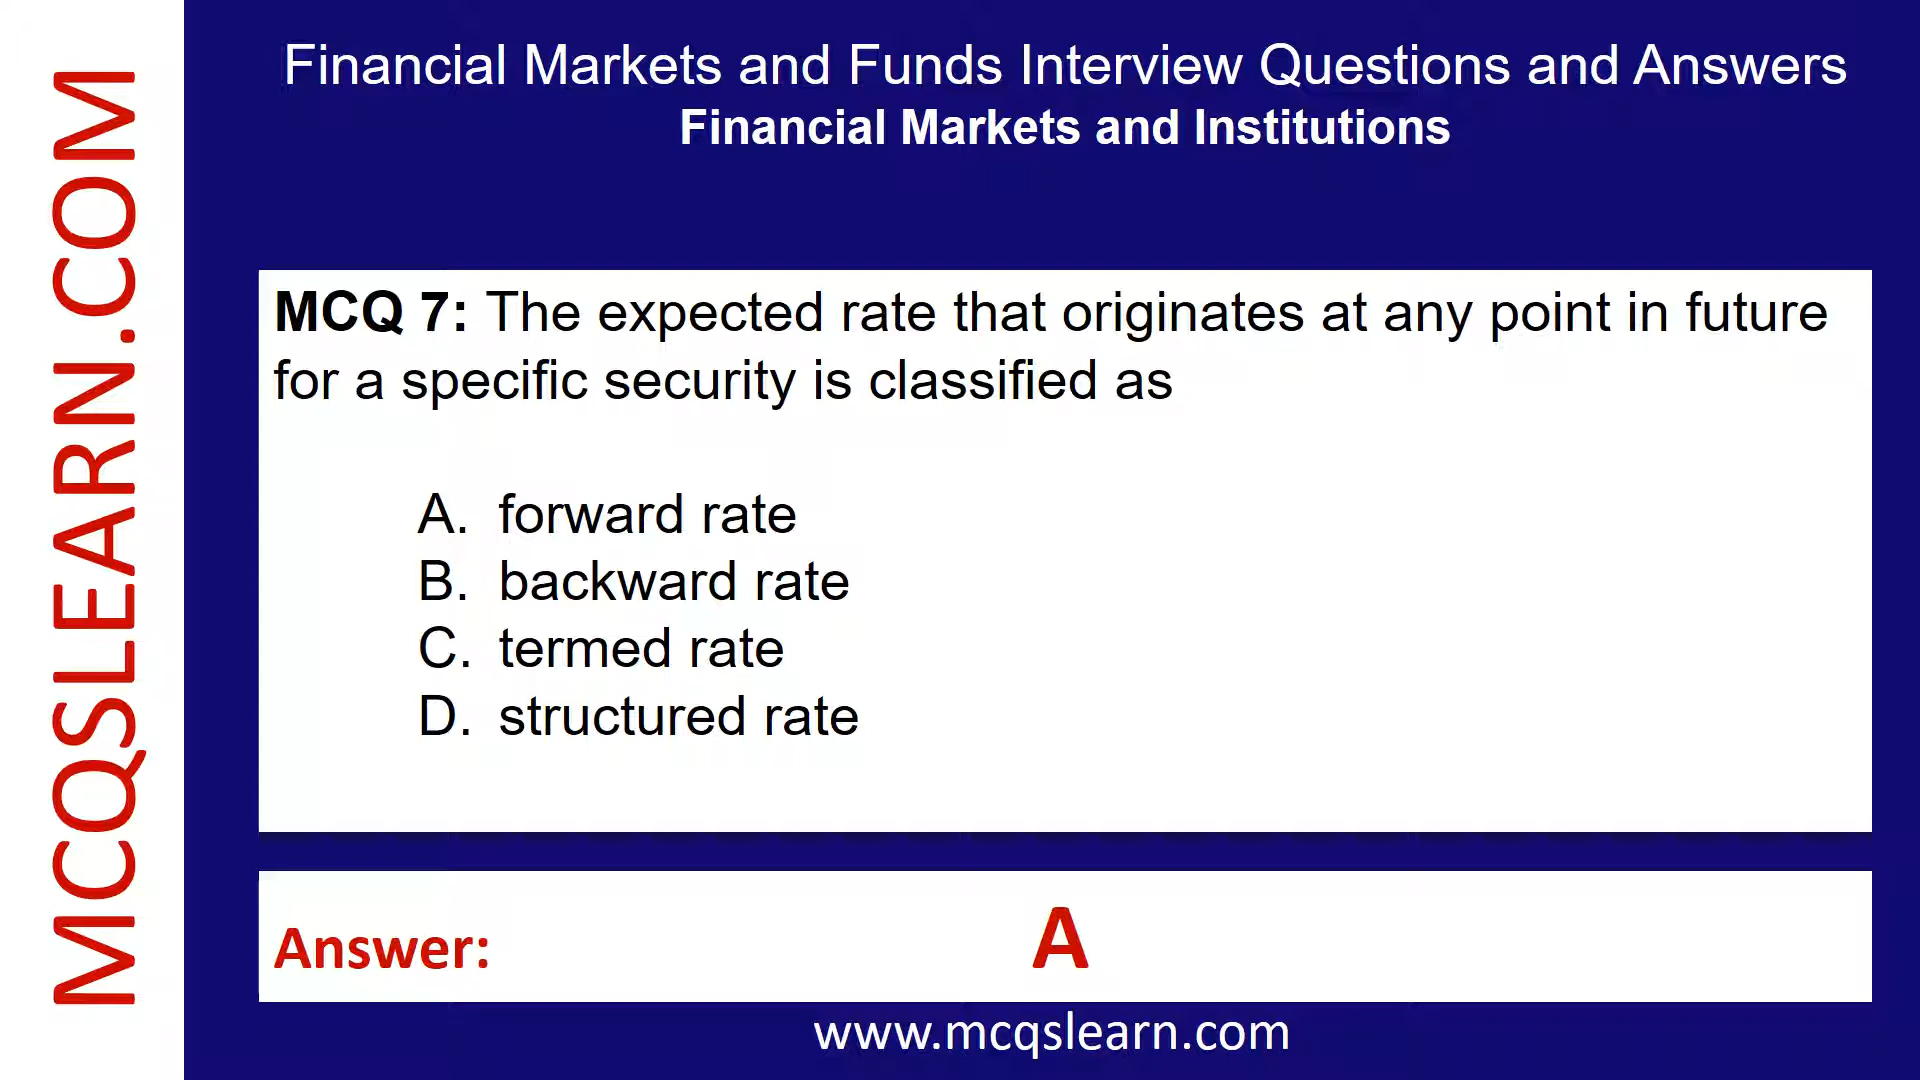 MCQSLEARN.COM
Financial Markets and Funds Interview Questions and Answers
Financial Markets and Institutions
MCQ 7: The expected rate that originates at any point in future
for a specific security is classified as
A. forward rate
B. backward rate
C. termed rate
D. structured rate
Answer: A
www.mcqslearn.com